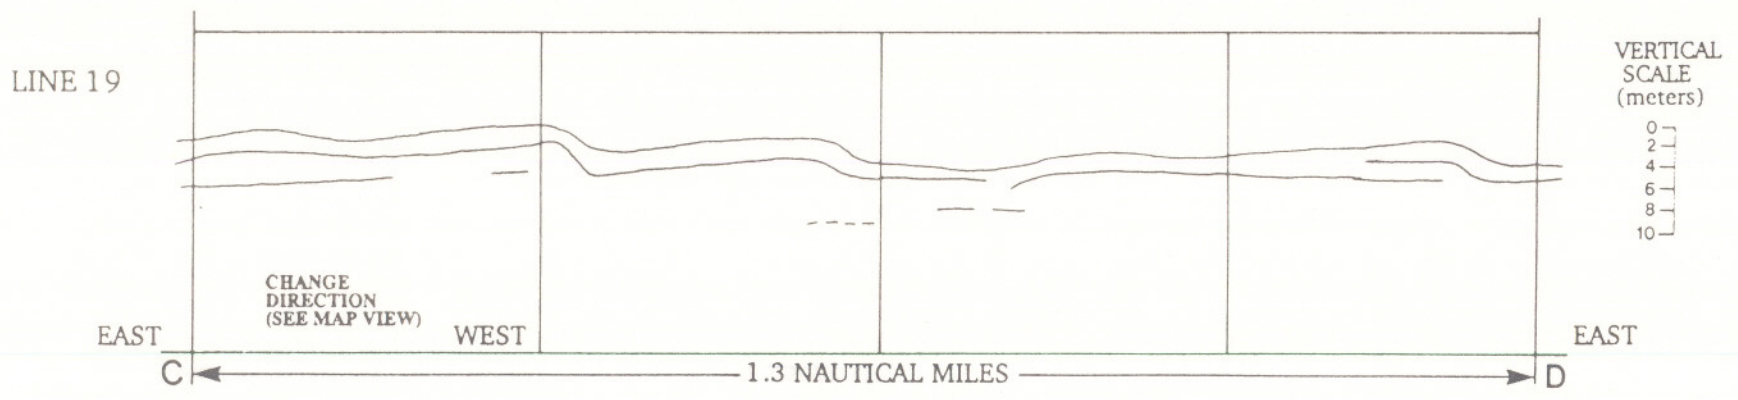 LINE 19
VERTICAL
SCALE
(meters)
0
2
4
6
8
10
CHANGE
DIRECTION
(SEE MAP VIEW)
EAST
WEST
EAST
C
1.3 NAUTICAL MILES
D